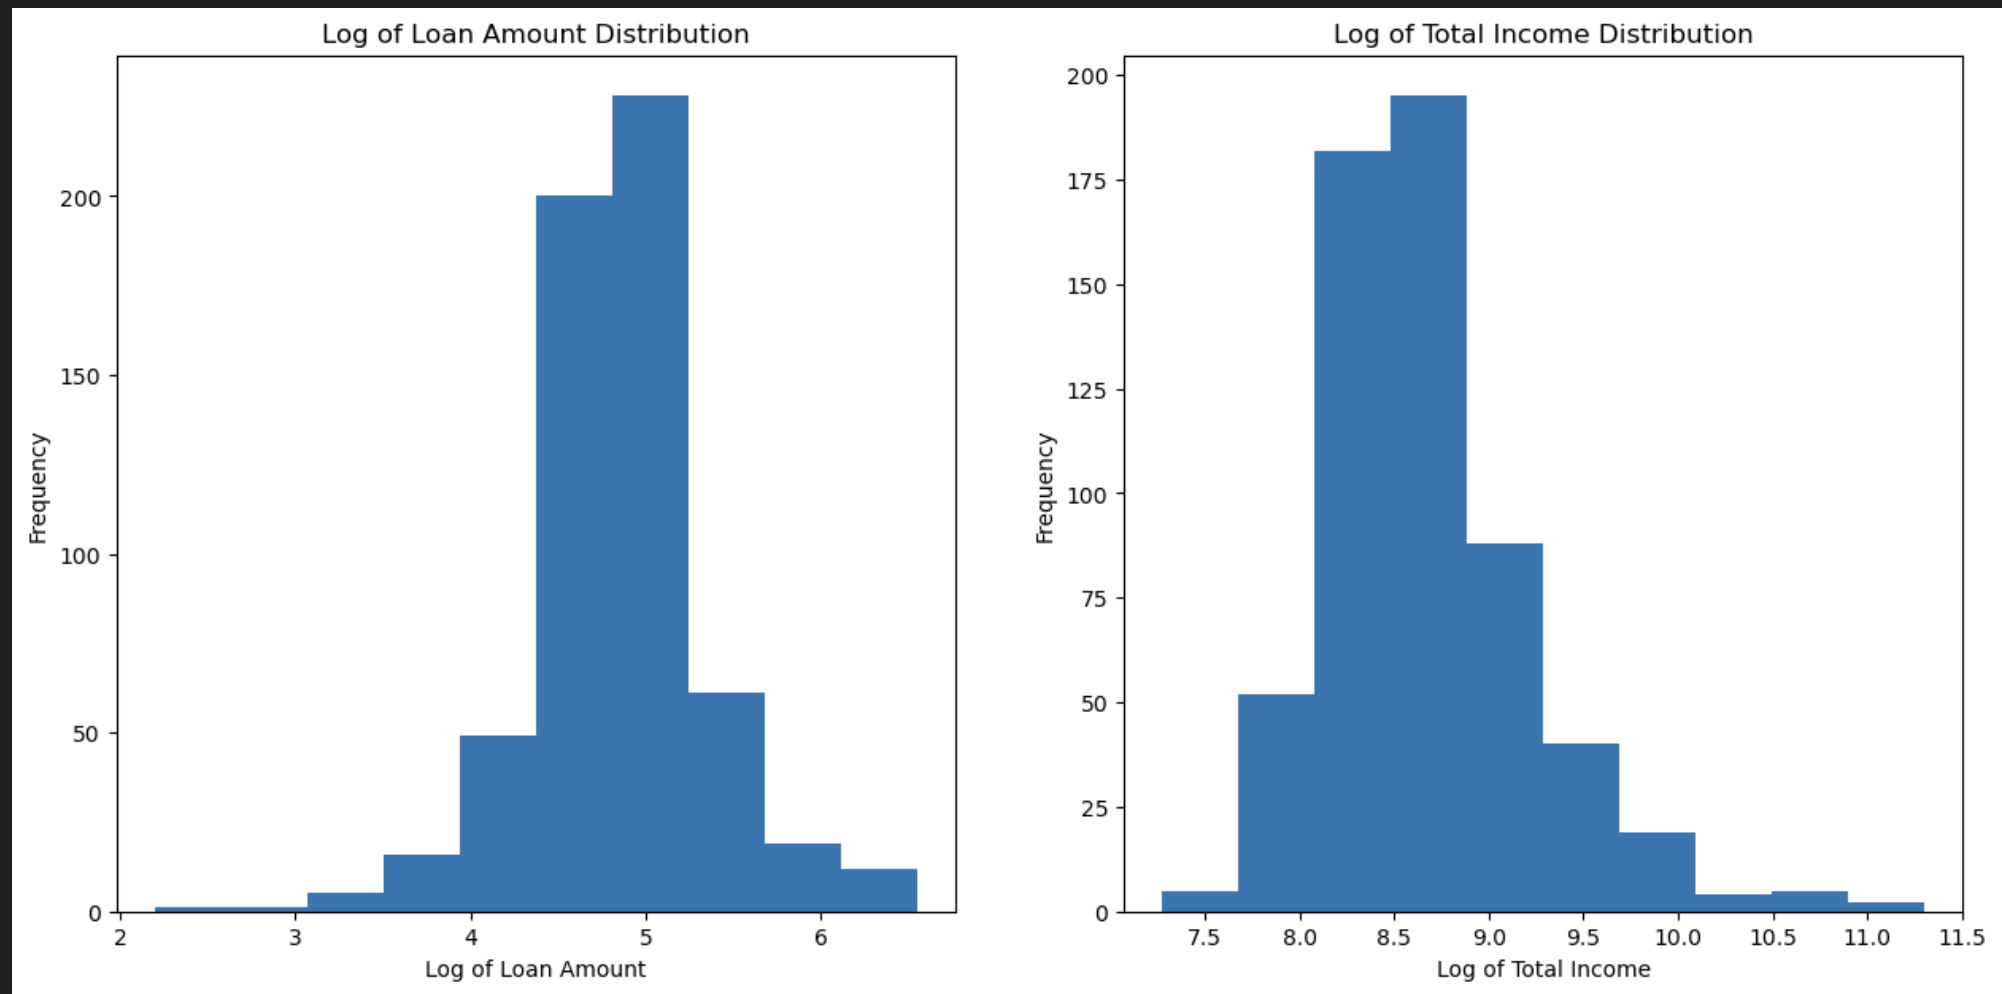 Log of Loan Amount Distribution
Frequency
200
150
100
50
0
2 3 4 5 6
Log of Loan Amount
Log of Total Income Distribution
Frequency
200
175
150
125
100
75
50
25
0
7.5 8.0 8.5 9.0 9.5 10.0 10.5 11.0 11.5
Log of Total Income